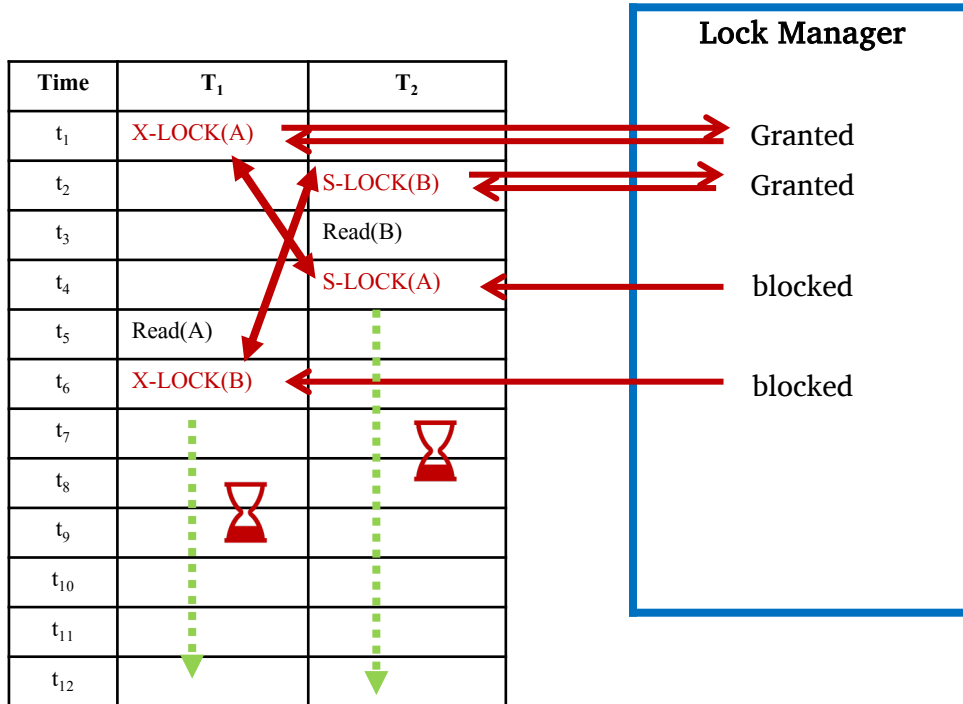 Lock Manager
Time T₁ T₂
t₁ X-LOCK(A) Granted
t₂ S-LOCK(B) Granted
t₃ Read(B)
t₄ S-LOCK(A) blocked
t₅ Read(A)
t₆ X-LOCK(B) blocked
t₇
t₈
t₉
t₁₀
t₁₁
t₁₂